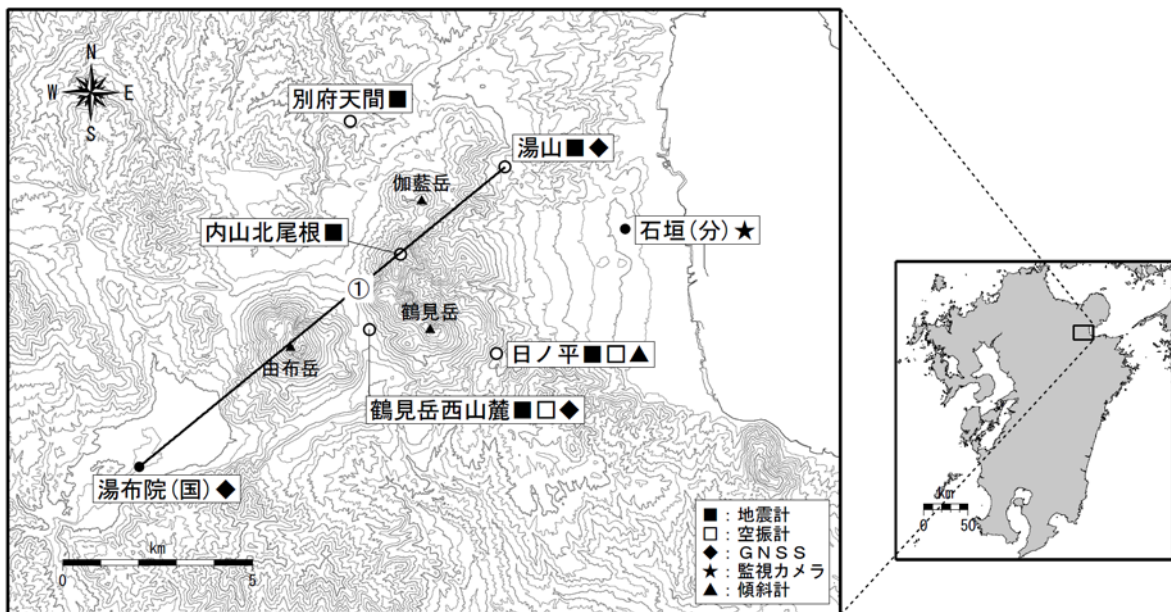 N
W E
S
別府天間■
湯山■◆
伽藍岳
石垣(分)★
内山北尾根■
①
鶴見岳
由布岳
日ノ平■□▲
鶴見岳西山麓■□◆
湯布院(国)◆
km
0 5
■：地震計
□：空振計
◆：ＧＮＳＳ
★：監視カメラ
▲：傾斜計
km
0 50